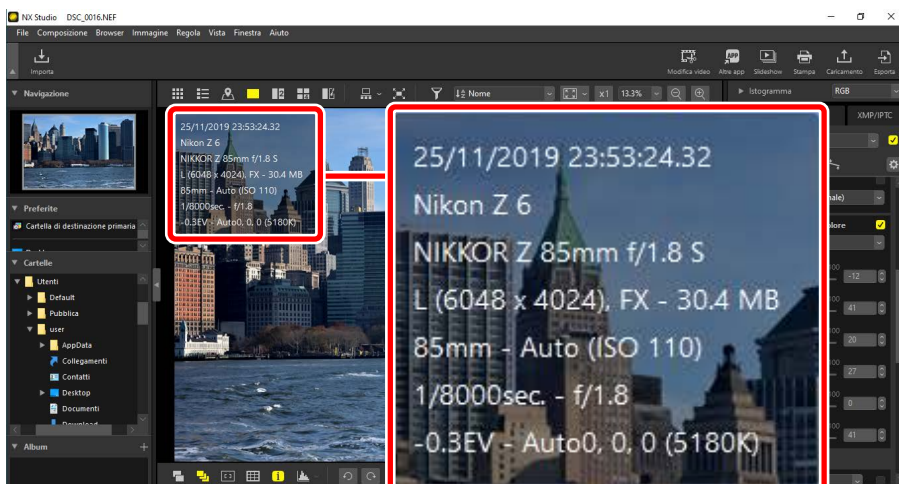 NX Studio DSC_0016.NEF
File Composizione Browser Immagine Regola Vista Finestra Aiuto
Importa
Modifica video Altre app Slideshow Stampa Caricamento Esporta
Navigazione
Nome
x1 13.3%
Istogramma RGB
XMP/IPTC
25/11/2019 23:53:24.32
Nikon Z 6
NIKKOR Z 85mm f/1.8 S
L (6048 x 4024), FX - 30.4 MB
85mm - Auto (ISO 110)
1/8000sec. - f/1.8
-0.3EV - Auto0, 0, 0 (5180K)
25/11/2019 23:53:24.32
Nikon Z 6
NIKKOR Z 85mm f/1.8 S
L (6048 x 4024), FX - 30.4 MB
85mm - Auto (ISO 110)
1/8000sec. - f/1.8
-0.3EV - Auto0, 0, 0 (5180K)
Preferite
Cartella di destinazione primaria
Cartelle
Utenti
Default
Pubblica
user
AppData
Collegamenti
Contatti
Desktop
Documenti
Album
nale)
olore
-12
41
20
27
0
41